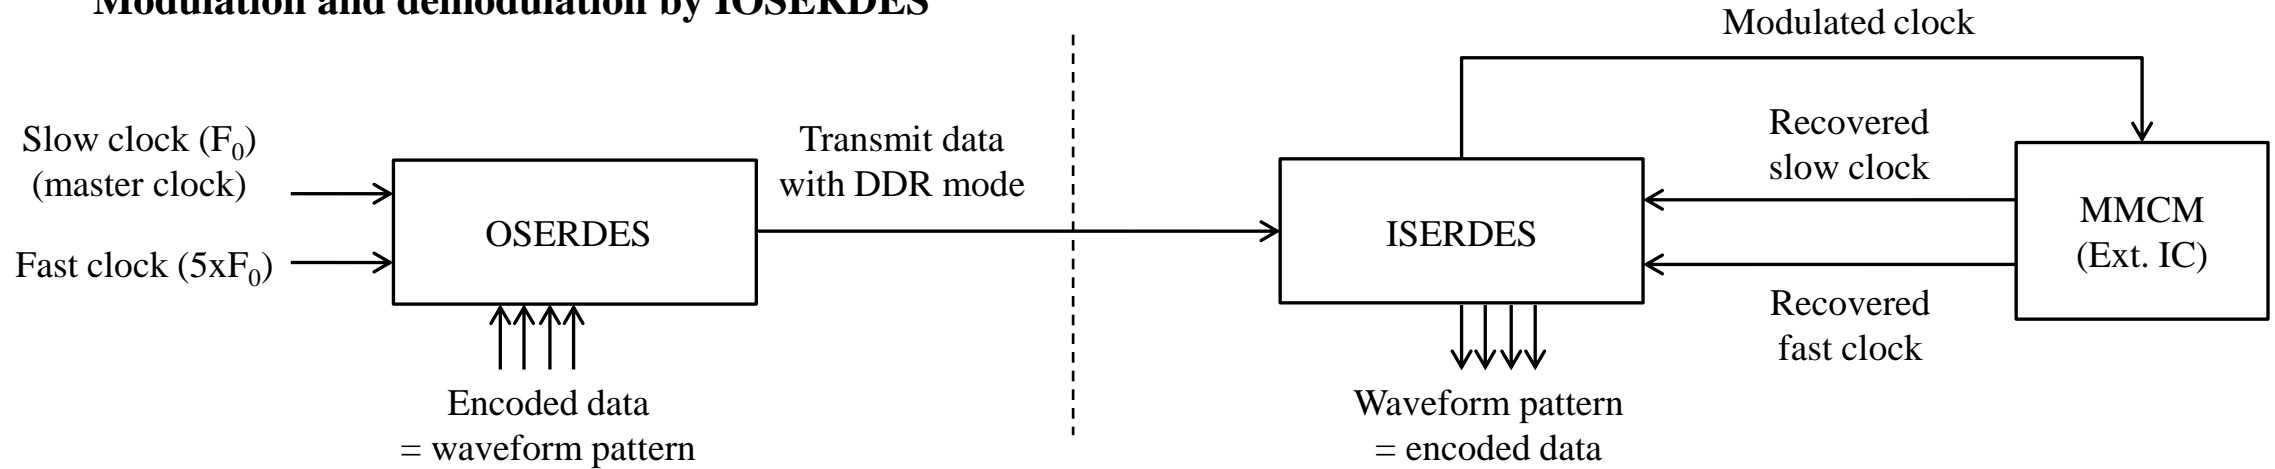 Modulation and demodulation by IOSERDES
Modulated clock
Slow clock (F₀)
(master clock)
Fast clock (5xF₀)
OSERDES
Transmit data
with DDR mode
Encoded data
= waveform pattern
ISERDES
Recovered
slow clock
Recovered
fast clock
MMCM
(Ext. IC)
Waveform pattern
= encoded data